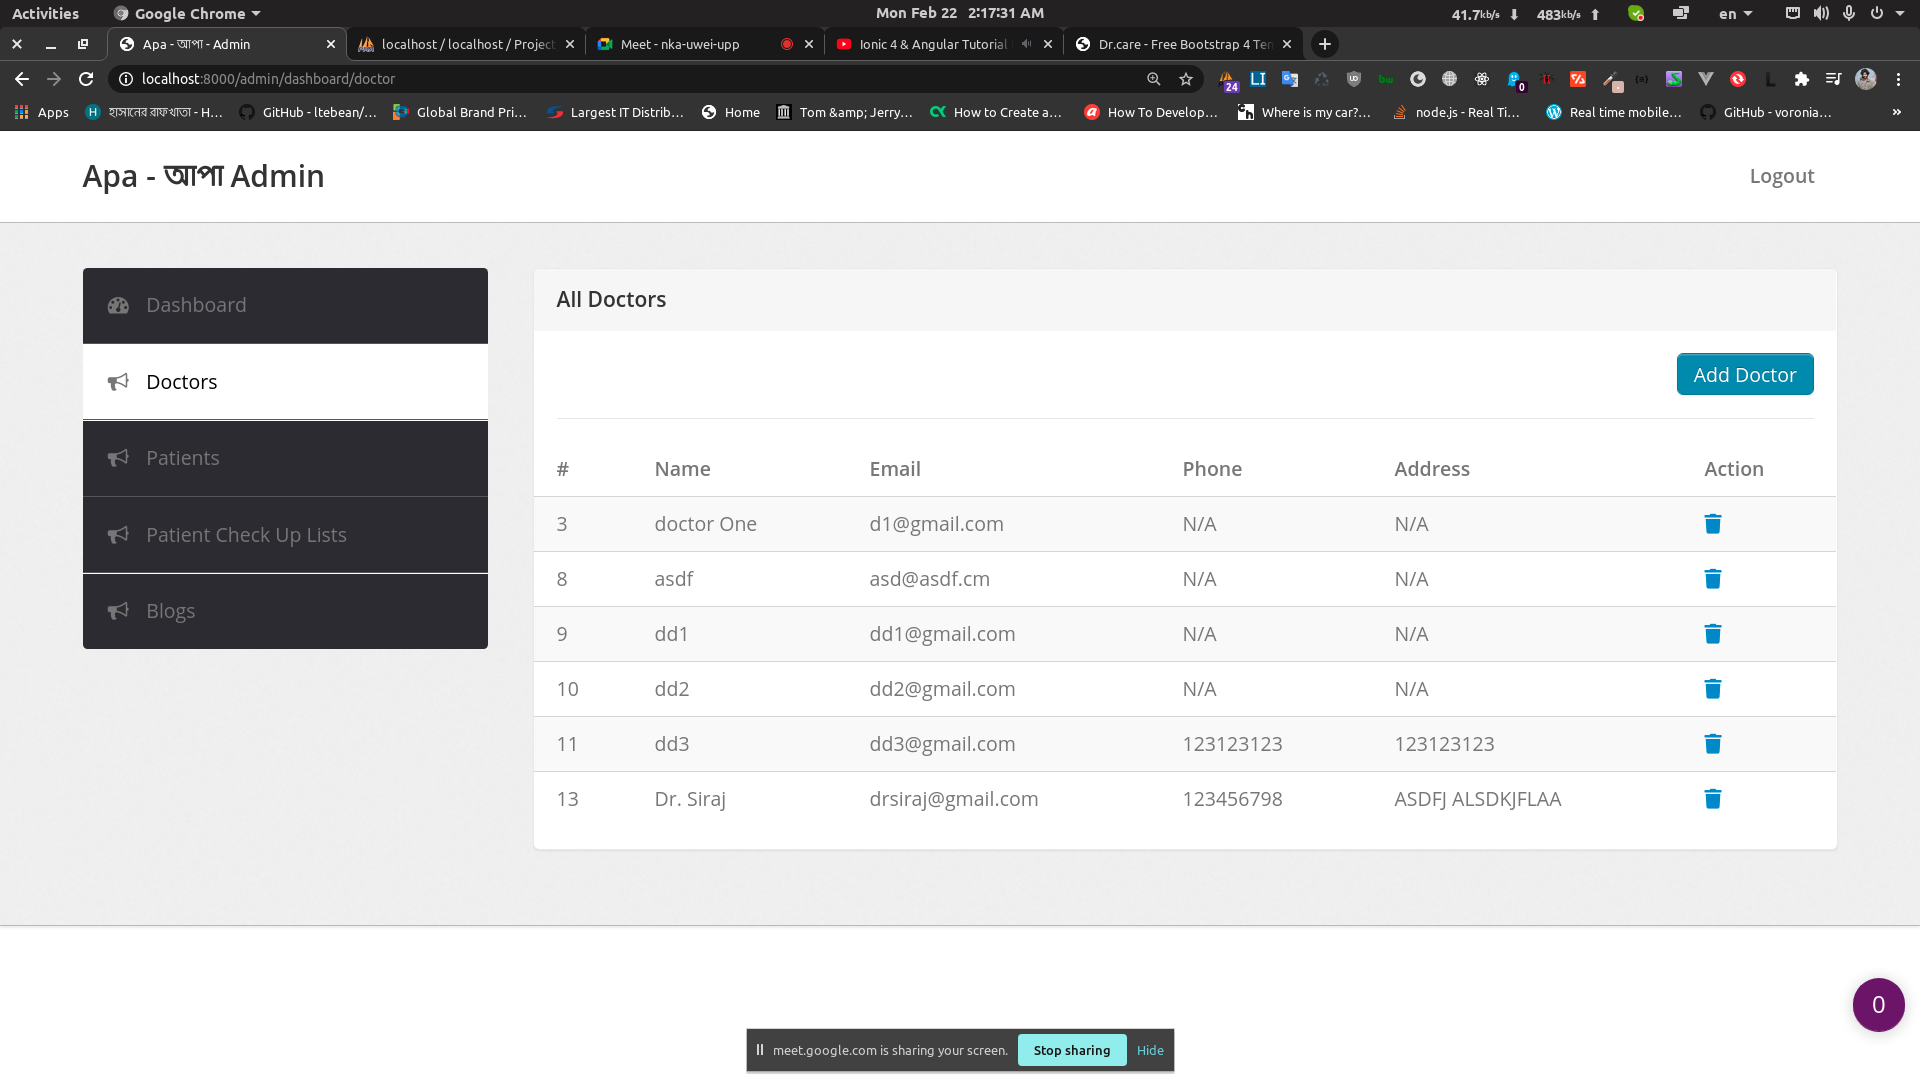 Activities Google Chrome Mon Feb 22 2:17:31 AM 41.7kb/s 483kb/s en
Apa - আপা - Admin localhost / localhost / Project Meet - nka-uwei-upp Ionic 4 & Angular Tutorial Dr.care - Free Bootstrap 4 Tem
localhost:8000/admin/dashboard/doctor 24 0
Apps হাসানের রাফখাতা - H... GitHub - ltebean/... Global Brand Pri... Largest IT Distrib... Home Tom &amp; Jerry... How to Create a... How To Develop... Where is my car?... node.js - Real Ti... Real time mobile... GitHub - voronia... »
Apa - আপা Admin Logout
Dashboard
Doctors
Patients
Patient Check Up Lists
Blogs
All Doctors
Add Doctor
# Name Email Phone Address Action
3 doctor One d1@gmail.com N/A N/A
8 asdf asd@asdf.cm N/A N/A
9 dd1 dd1@gmail.com N/A N/A
10 dd2 dd2@gmail.com N/A N/A
11 dd3 dd3@gmail.com 123123123 123123123
13 Dr. Siraj drsiraj@gmail.com 123456798 ASDFJ ALSDKJFLAA
0
meet.google.com is sharing your screen. Stop sharing Hide